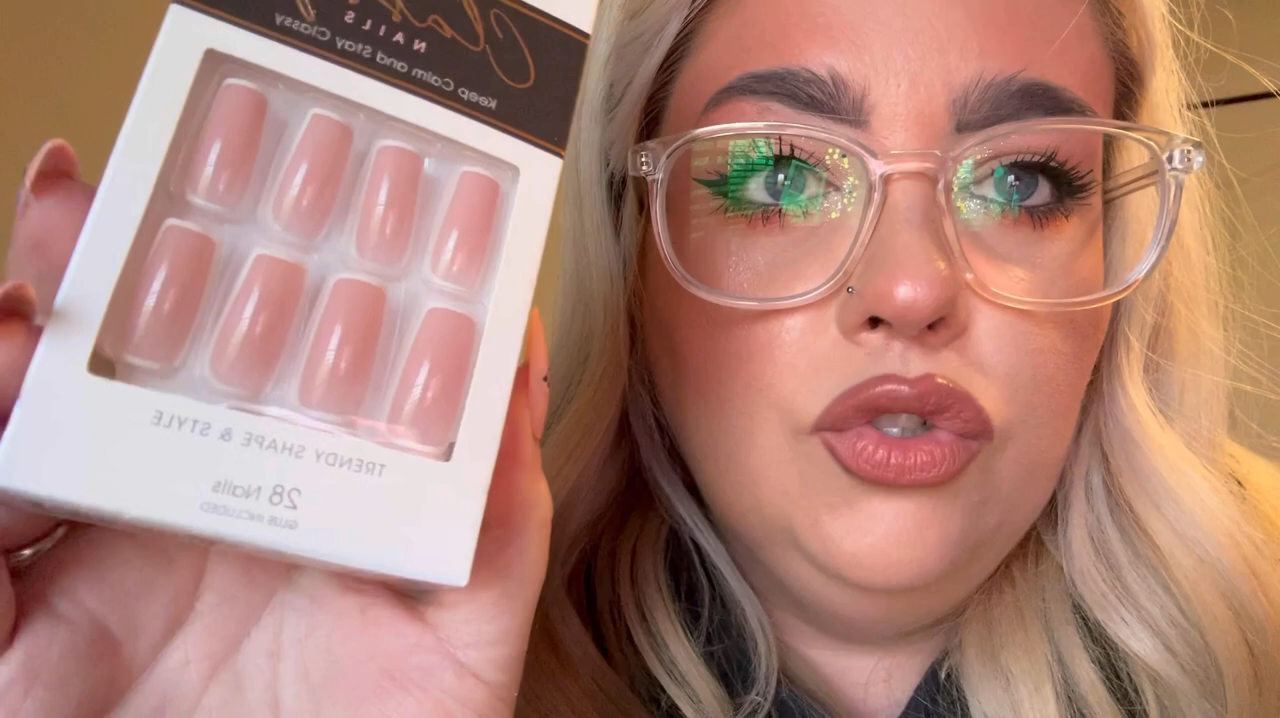 NAILS
Keep Calm and Stay Classy
TRENDY SHAPE & STYLE
28 Nails
GLUE INCLUDED